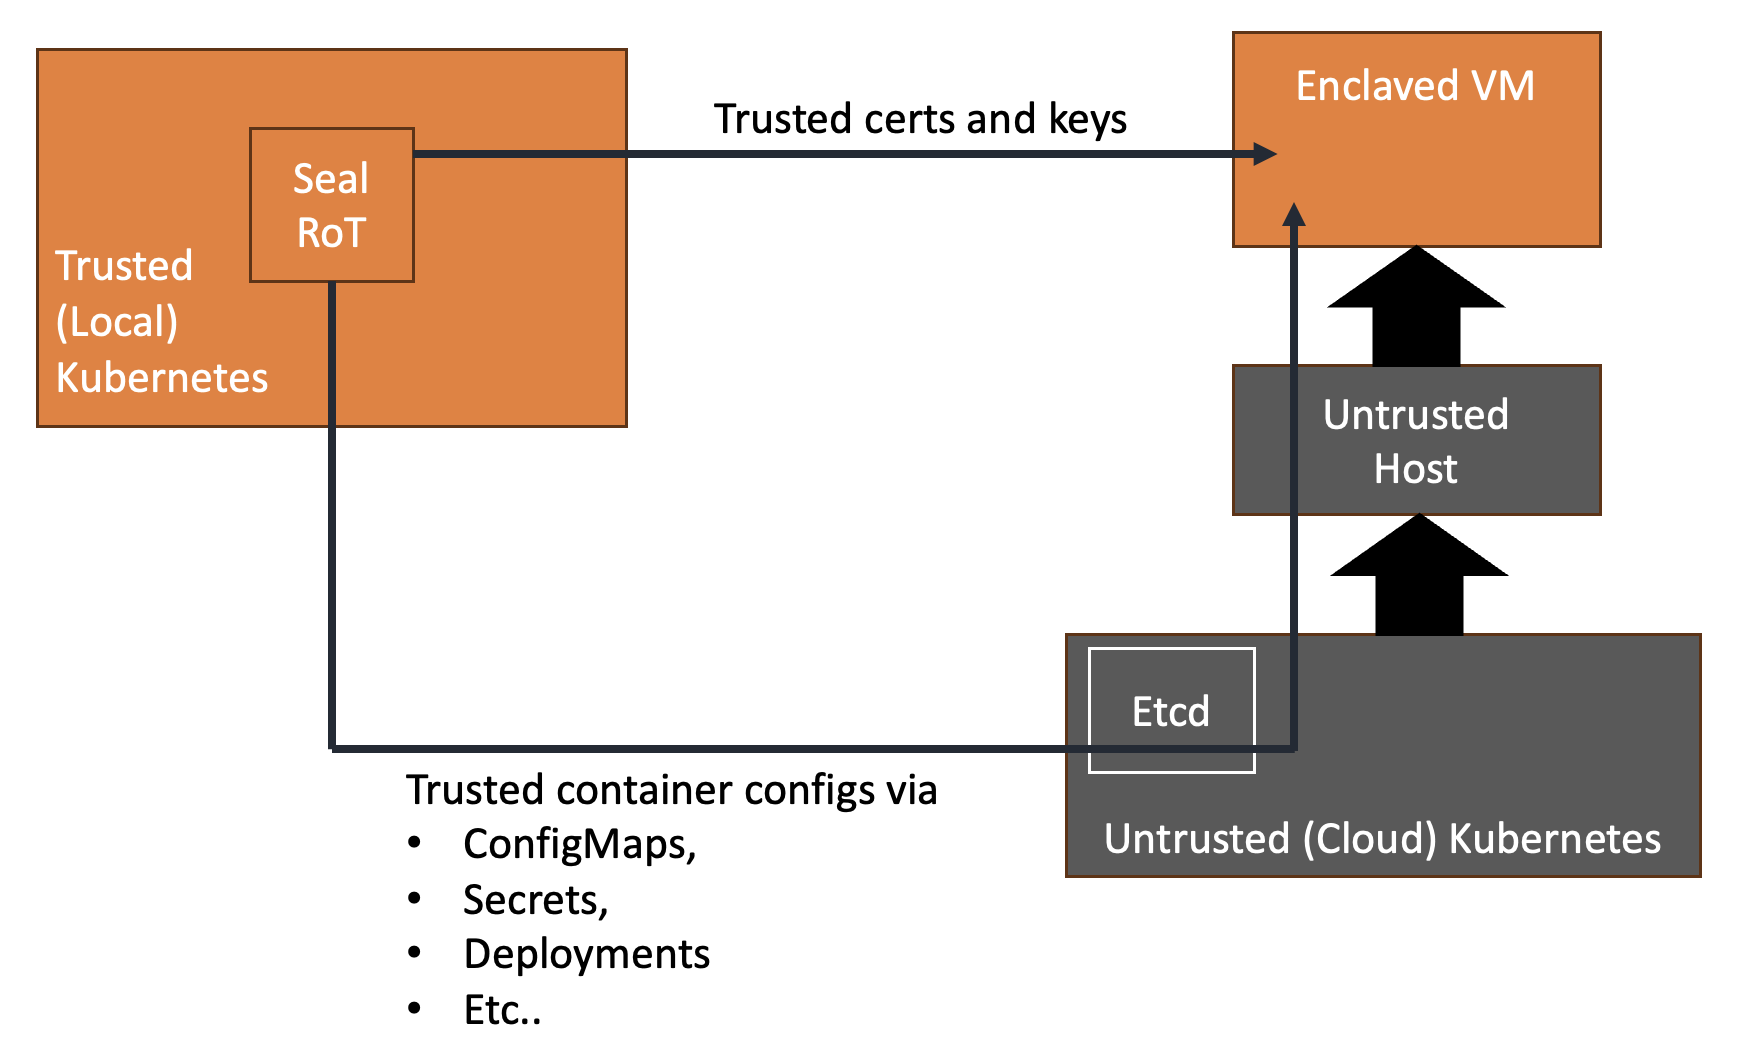 Trusted
(Local)
Kubernetes
Seal
RoT
Trusted certs and keys
Enclaved VM
Untrusted
Host
Etcd
Untrusted (Cloud) Kubernetes
Trusted container configs via
• ConfigMaps,
• Secrets,
• Deployments
• Etc..